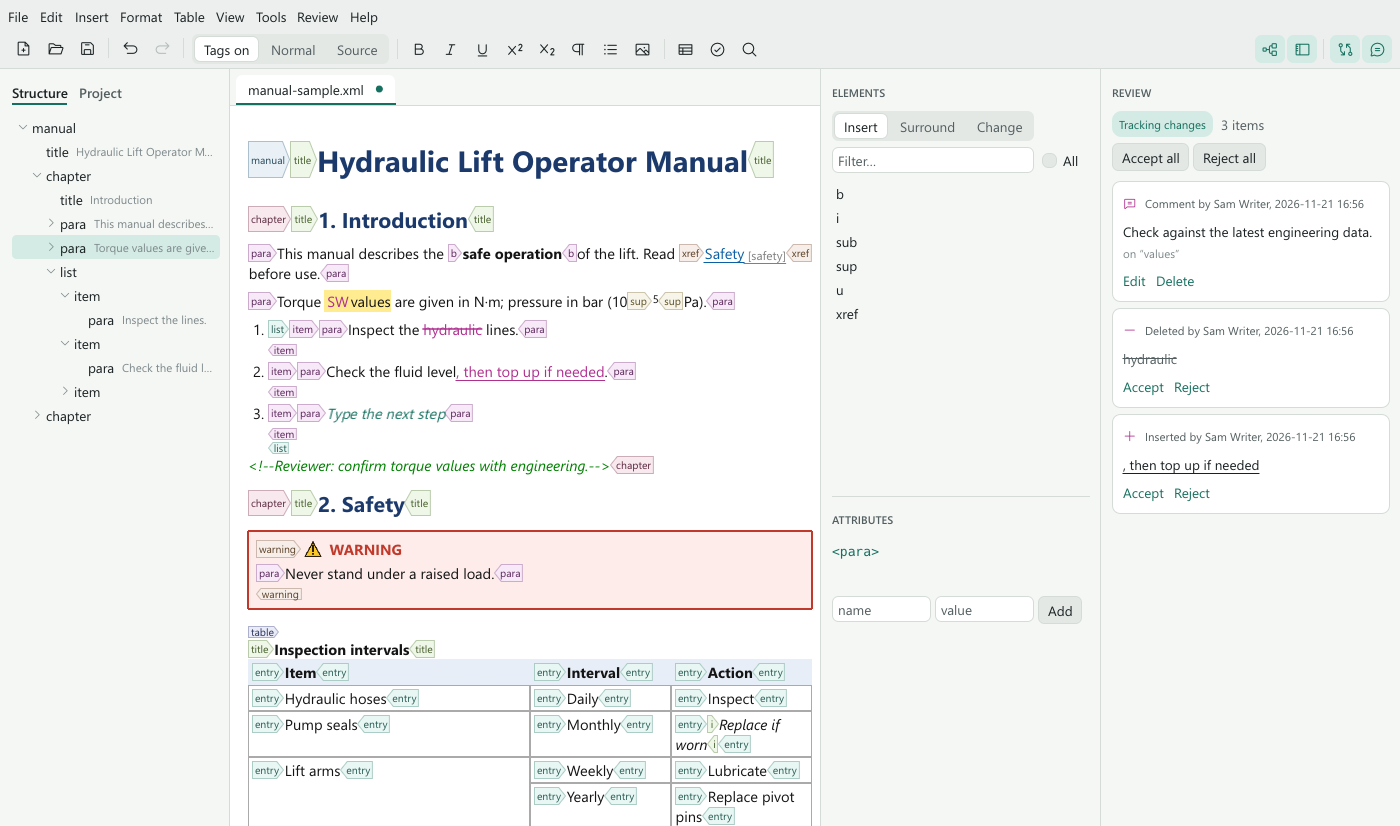 File Edit Insert Format Table View Tools Review Help
Tags on Normal Source B I U X² X₂
Structure Project
manual
title Hydraulic Lift Operator M...
chapter
title Introduction
para This manual describes...
para Torque values are give...
list
item
para Inspect the lines.
item
para Check the fluid l...
item
chapter
manual-sample.xml
manual title Hydraulic Lift Operator Manual title
chapter title 1. Introduction title
para This manual describes the b safe operation b of the lift. Read xref Safety [safety] xref
before use. para
para Torque SW values are given in N·m; pressure in bar (10 sup 5 sup Pa). para
1. list item para Inspect the hydraulic lines. para
item
2. item para Check the fluid level, then top up if needed. para
item
3. item para Type the next step para
item
list
<!--Reviewer: confirm torque values with engineering.--> chapter
chapter title 2. Safety title
warning WARNING
para Never stand under a raised load. para
warning
table
title Inspection intervals title
entry Item entry entry Interval entry entry Action entry
entry Hydraulic hoses entry entry Daily entry entry Inspect entry
entry Pump seals entry entry Monthly entry entry i Replace if
worn i entry
entry Lift arms entry entry Weekly entry entry Lubricate entry
entry Yearly entry entry Replace pivot
pins entry
ELEMENTS
Insert Surround Change
Filter... All
b
i
sub
sup
u
xref
ATTRIBUTES
<para>
name value Add
REVIEW
Tracking changes 3 items
Accept all Reject all
Comment by Sam Writer, 2026-11-21 16:56
Check against the latest engineering data.
on “values”
Edit Delete
Deleted by Sam Writer, 2026-11-21 16:56
hydraulic
Accept Reject
Inserted by Sam Writer, 2026-11-21 16:56
, then top up if needed
Accept Reject